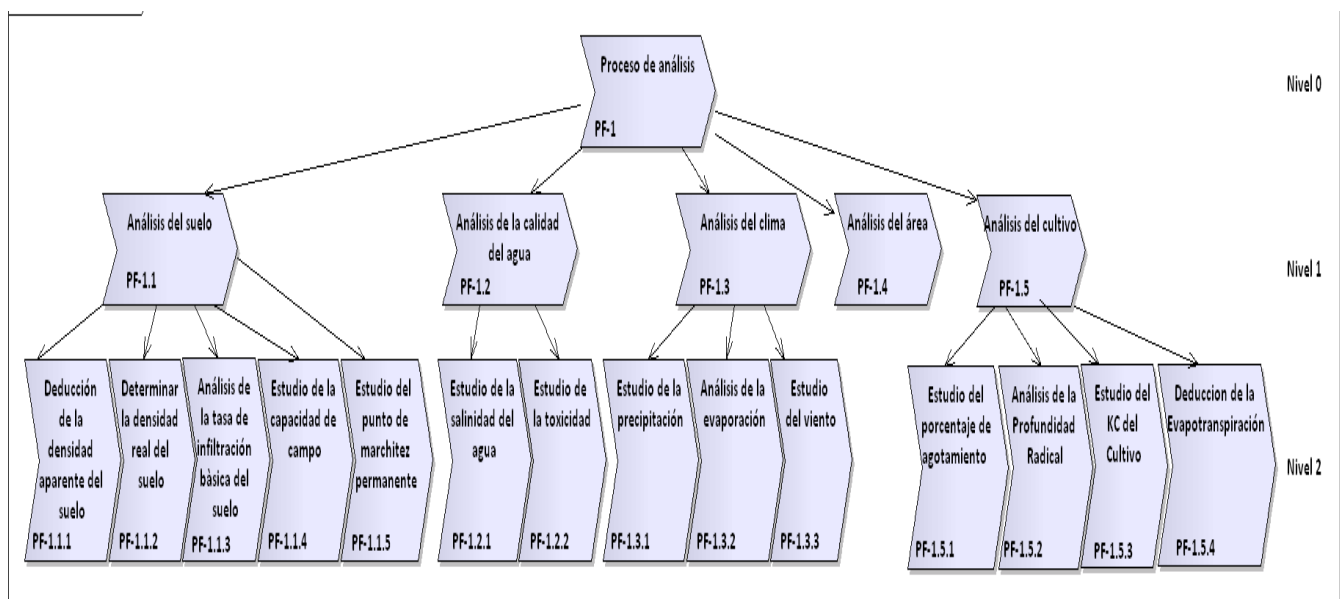 Proceso de análisis
PF-1
Nivel 0
Análisis del suelo
PF-1.1
Análisis de la calidad
del agua
PF-1.2
Análisis del clima
PF-1.3
Análisis del área
PF-1.4
Análisis del cultivo
PF-1.5
Nivel 1
Deducción
de la
densidad
aparente del
suelo
PF-1.1.1
Determinar
la densidad
real del
suelo
PF-1.1.2
Análisis de
la tasa de
infiltración
bàsica del
suelo
PF-1.1.3
Estudio de la
capacidad de
campo
PF-1.1.4
Estudio del
punto de
marchitez
permanente
PF-1.1.5
Estudio de la
salinidad del
agua
PF-1.2.1
Estudio de
la toxicidad
PF-1.2.2
Estudio de la
precipitación
PF-1.3.1
Análisis de la
evaporación
PF-1.3.2
Estudio
del viento
PF-1.3.3
Estudio del
porcentaje de
agotamiento
PF-1.5.1
Análisis de la
Profundidad
Radical
PF-1.5.2
Estudio del
KC del
Cultivo
PF-1.5.3
Deduccion de la
Evapotranspiración
PF-1.5.4
Nivel 2